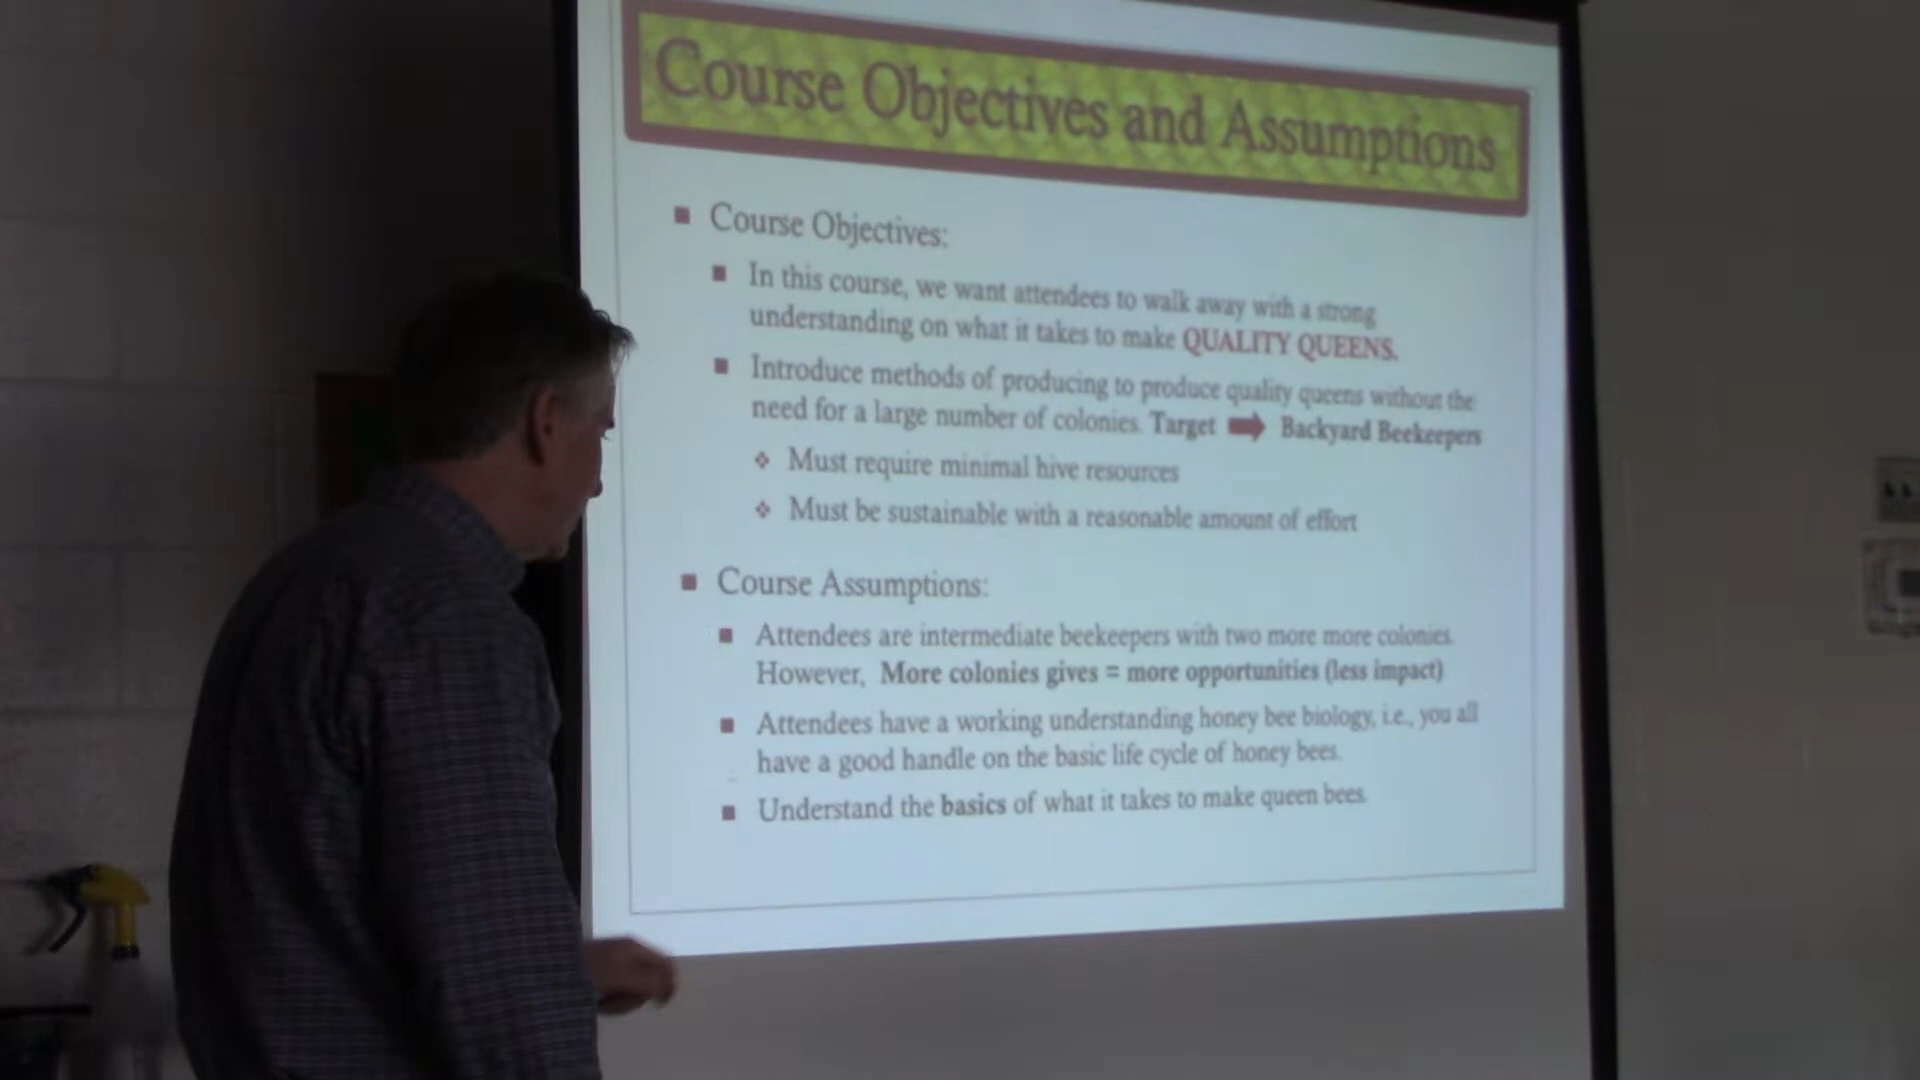 Course Objectives and Assumptions
Course Objectives:
In this course, we want attendees to walk away with a strong
understanding on what it takes to make QUALITY QUEENS.
Introduce methods of producing to produce quality queens without the
need for a large number of colonies. Target Backyard Beekeepers
Must require minimal hive resources
Must be sustainable with a reasonable amount of effort
Course Assumptions:
Attendees are intermediate beekeepers with two more more colonies.
However, More colonies gives = more opportunities (less impact)
Attendees have a working understanding honey bee biology, i.e., you all
have a good handle on the basic life cycle of honey bees.
Understand the basics of what it takes to make queen bees.